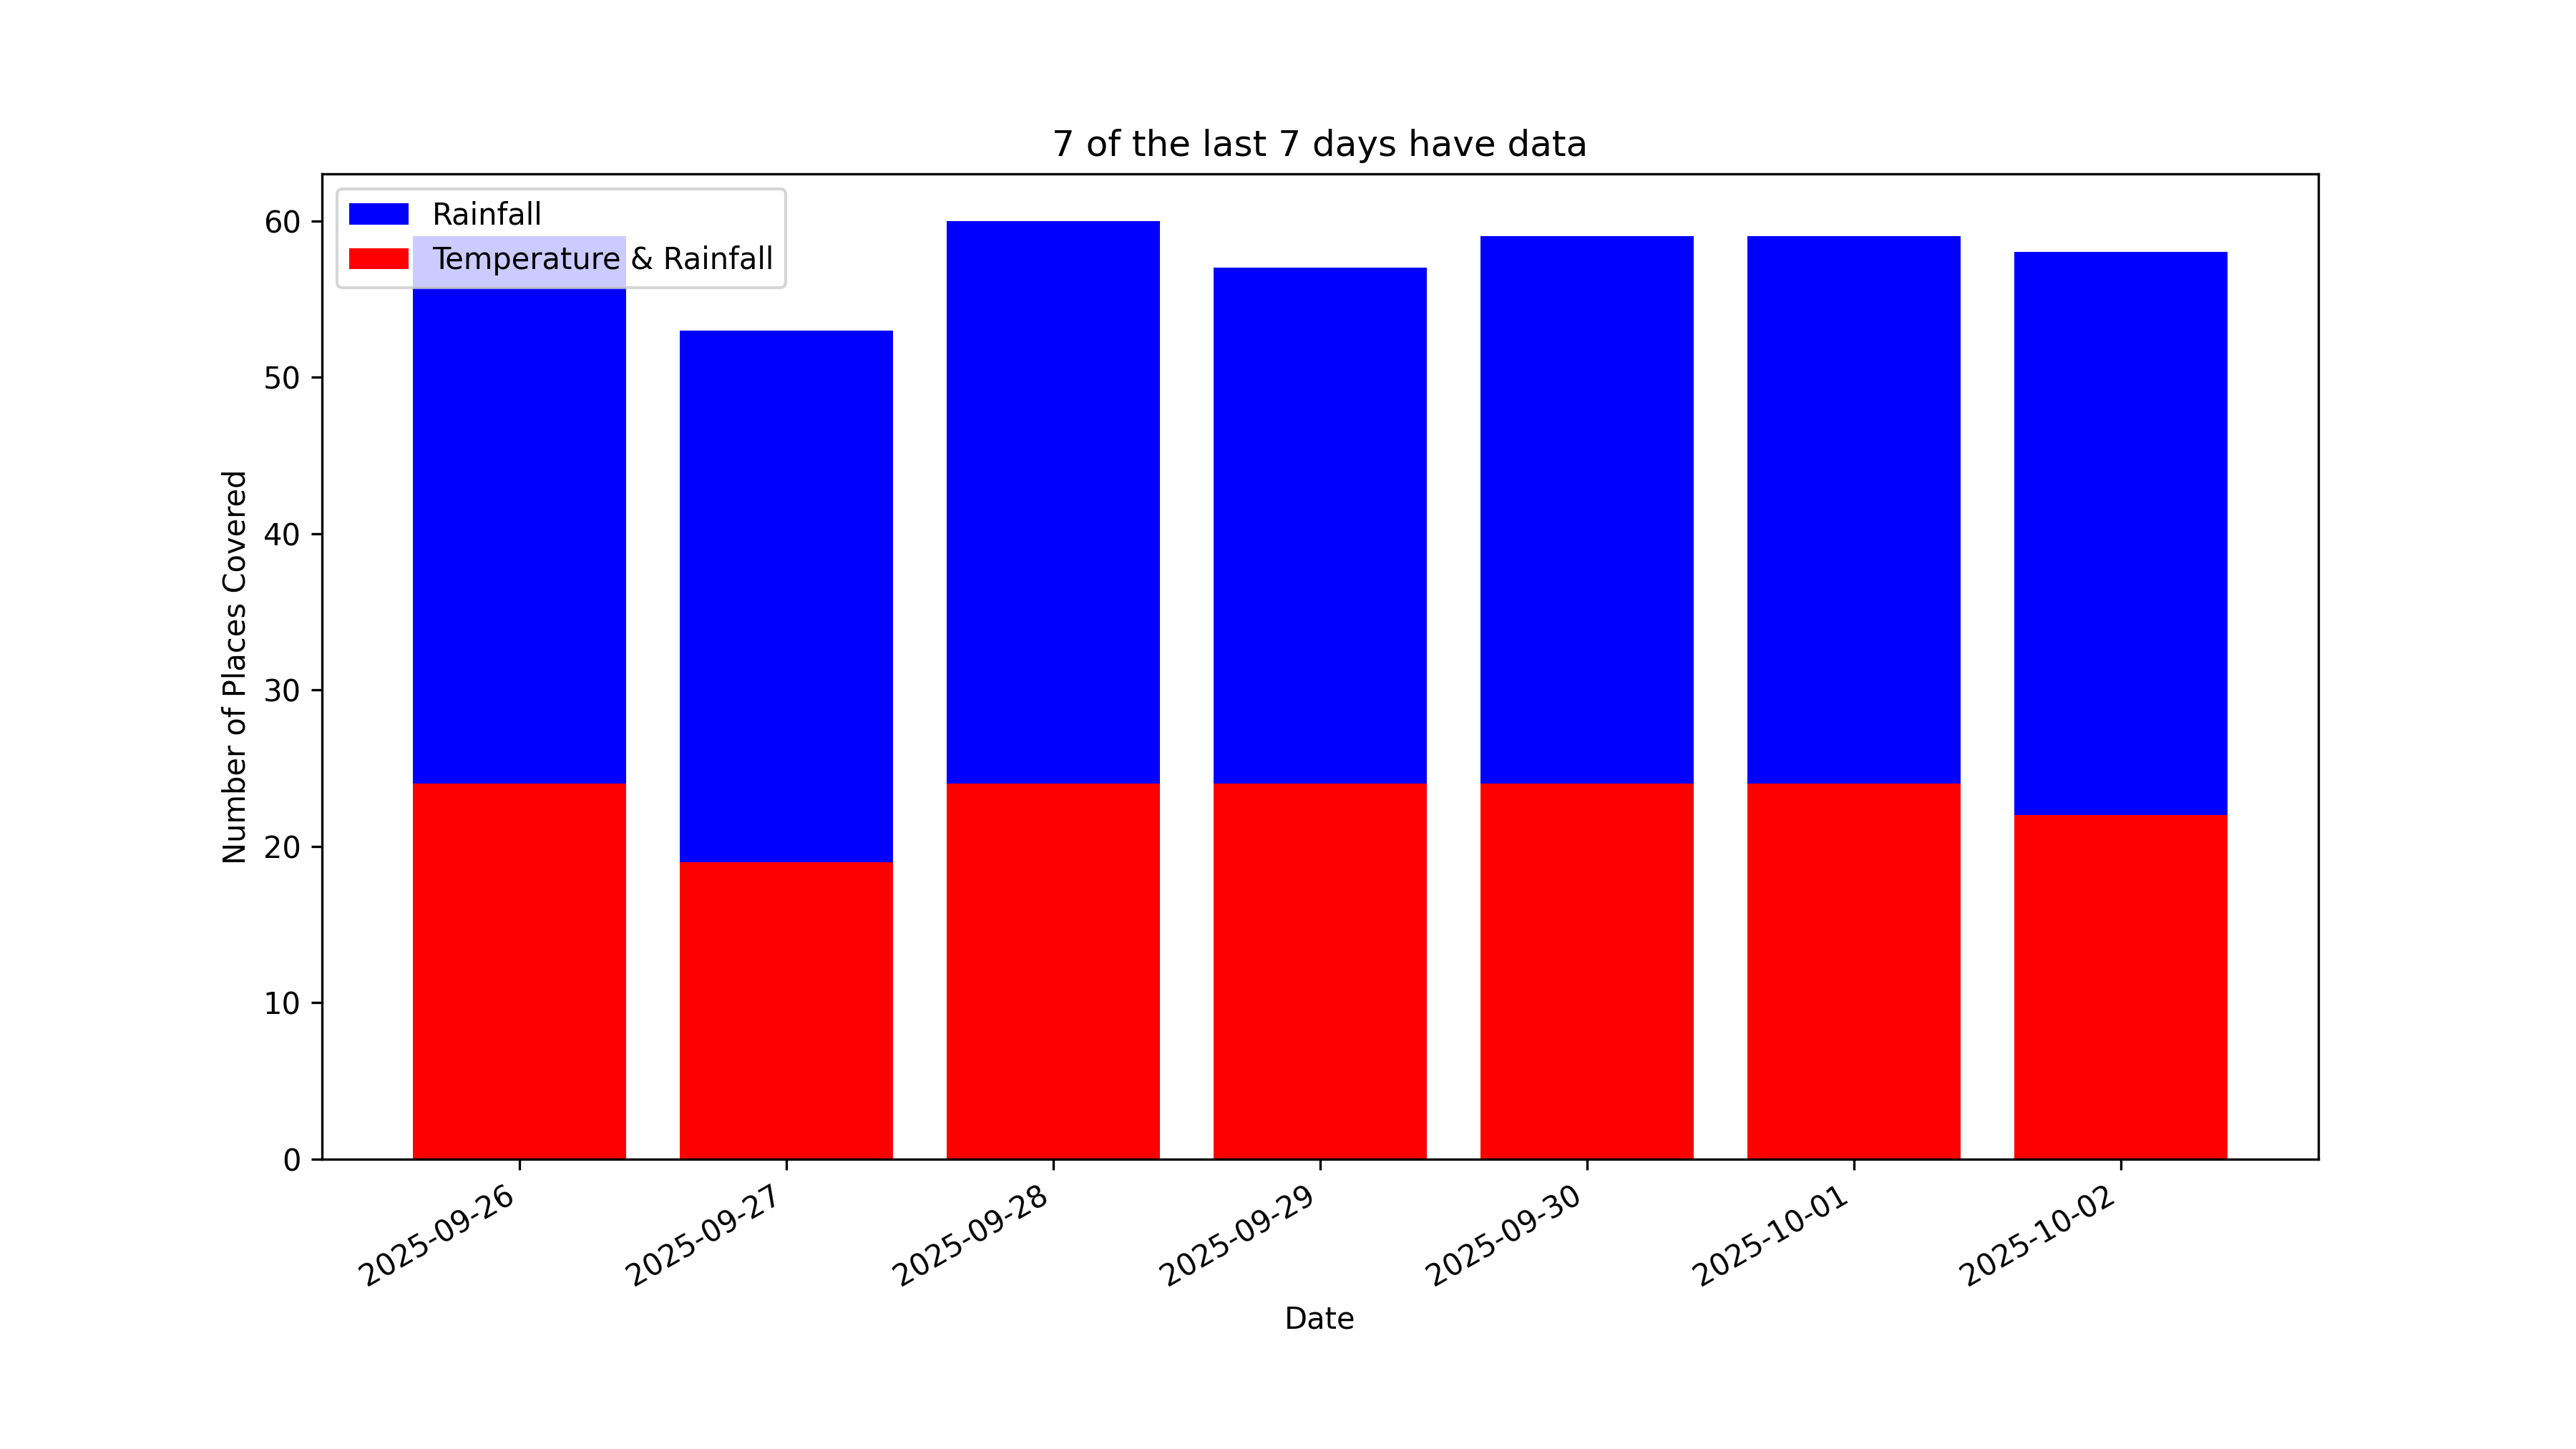 7 of the last 7 days have data
Rainfall
Temperature & Rainfall
Number of Places Covered
60
50
40
30
20
10
0
2025-09-26
2025-09-27
2025-09-28
2025-09-29
2025-09-30
2025-10-01
2025-10-02
Date